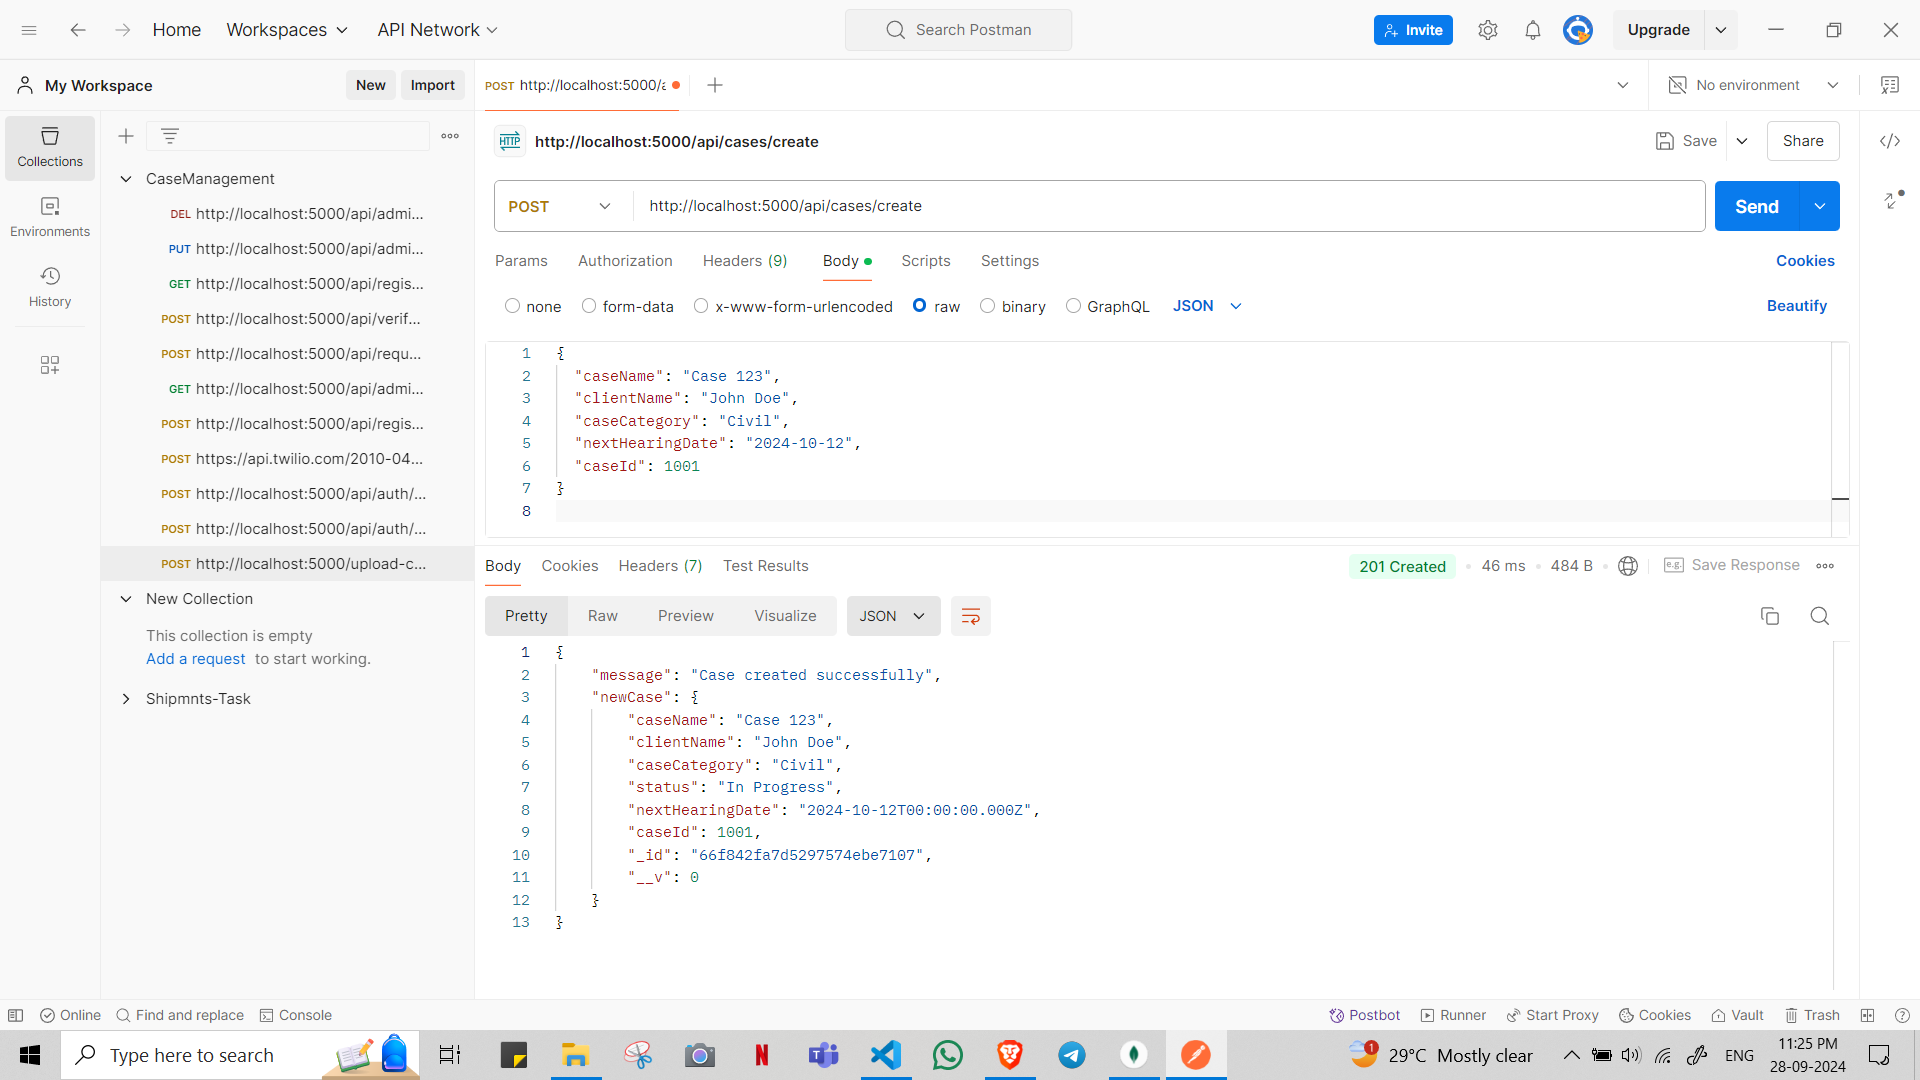 Home
Workspaces
API Network
Search Postman
Invite
Upgrade
My Workspace
New
Import
POST http://localhost:5000/a
No environment
Collections
Environments
History
CaseManagement
DEL http://localhost:5000/api/admi...
PUT http://localhost:5000/api/admi...
GET http://localhost:5000/api/regis...
POST http://localhost:5000/api/verif...
POST http://localhost:5000/api/requ...
GET http://localhost:5000/api/admi...
POST http://localhost:5000/api/regis...
POST https://api.twilio.com/2010-04...
POST http://localhost:5000/api/auth/...
POST http://localhost:5000/api/auth/...
POST http://localhost:5000/upload-c...
New Collection
This collection is empty
Add a request to start working.
Shipmnts-Task
HTTP http://localhost:5000/api/cases/create
Save
Share
POST
http://localhost:5000/api/cases/create
Send
Params
Authorization
Headers (9)
Body
Scripts
Settings
Cookies
none
form-data
x-www-form-urlencoded
raw
binary
GraphQL
JSON
Beautify
1 {
2 "caseName": "Case 123",
3 "clientName": "John Doe",
4 "caseCategory": "Civil",
5 "nextHearingDate": "2024-10-12",
6 "caseId": 1001
7 }
8
Body
Cookies
Headers (7)
Test Results
201 Created
46 ms
484 B
e.g. Save Response
Pretty
Raw
Preview
Visualize
JSON
1 {
2 "message": "Case created successfully",
3 "newCase": {
4 "caseName": "Case 123",
5 "clientName": "John Doe",
6 "caseCategory": "Civil",
7 "status": "In Progress",
8 "nextHearingDate": "2024-10-12T00:00:00.000Z",
9 "caseId": 1001,
10 "_id": "66f842fa7d5297574ebe7107",
11 "__v": 0
12 }
13 }
Online
Find and replace
Console
Postbot
Runner
Start Proxy
Cookies
Vault
Trash
Type here to search
1
29°C Mostly clear
ENG
11:25 PM
28-09-2024